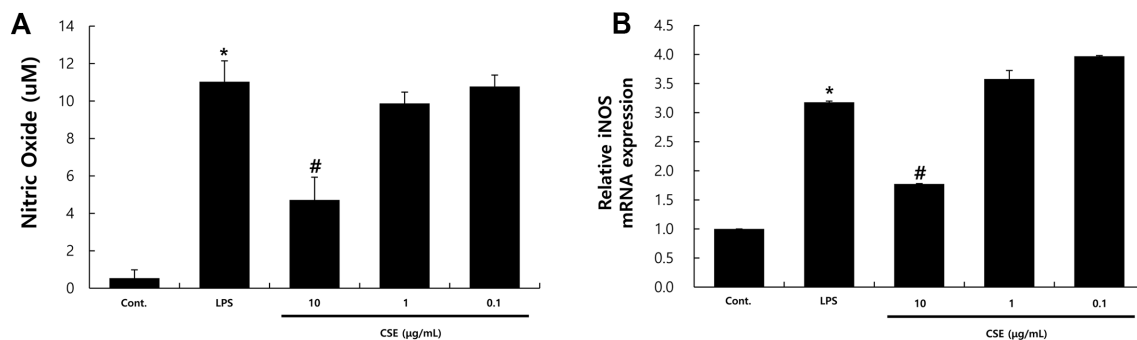 A
Nitric Oxide (uM)
14
12
10
8
6
4
2
0
*
#
Cont.
LPS
10
1
0.1
CSE (μg/mL)
B
Relative iNOS
mRNA expression
4.5
4.0
3.5
3.0
2.5
2.0
1.5
1.0
0.5
0.0
*
#
Cont.
LPS
10
1
0.1
CSE (μg/mL)